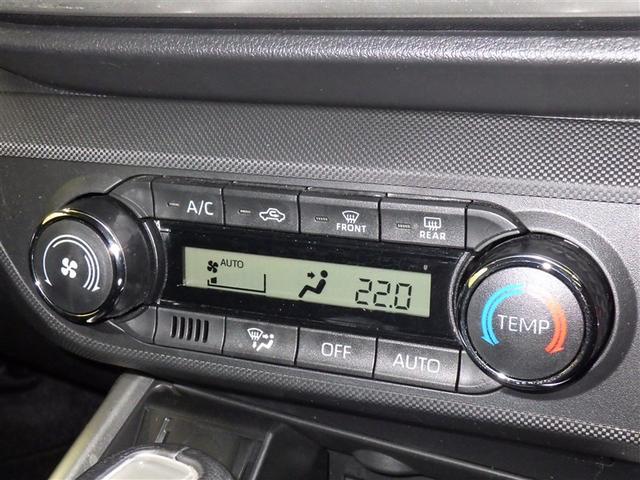 A/C
FRONT
REAR
AUTO
22.0
TEMP
OFF
AUTO